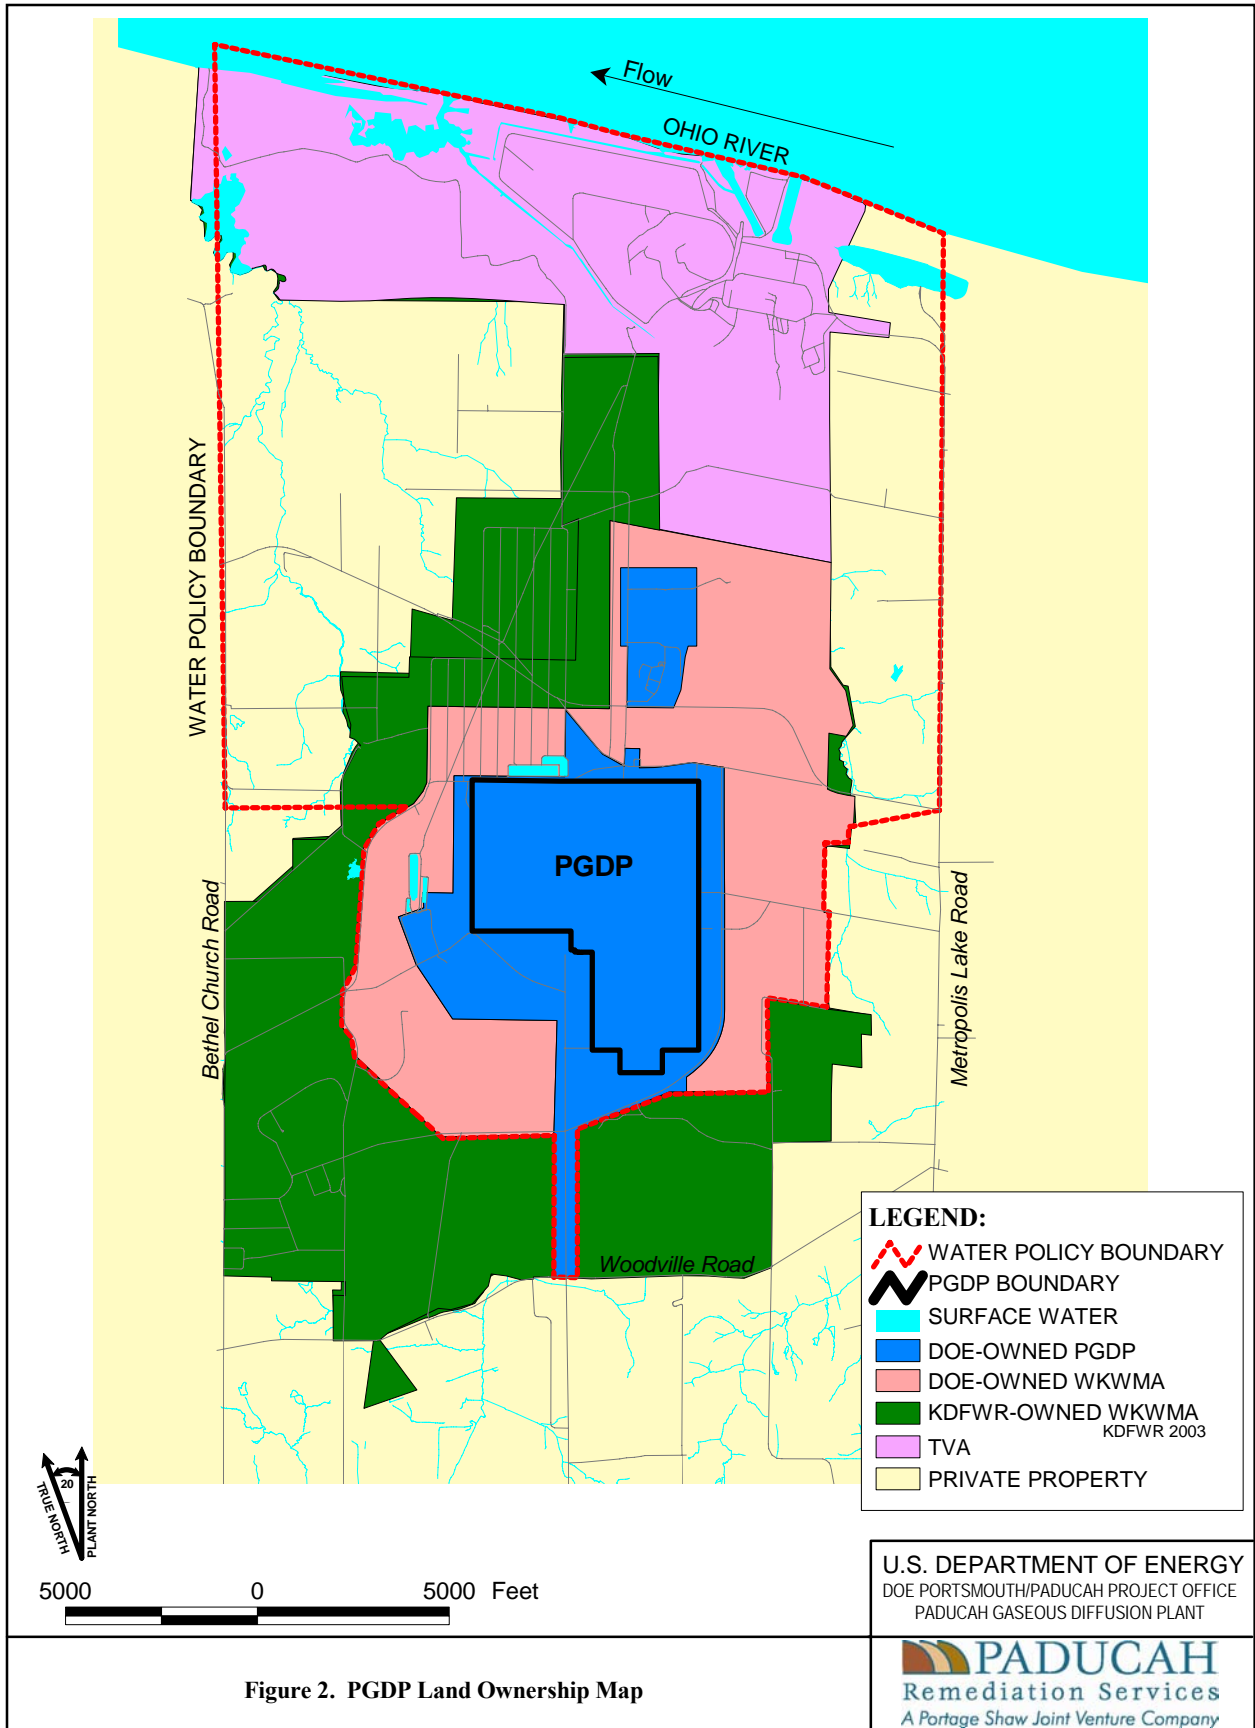 Flow
OHIO RIVER
WATER POLICY BOUNDARY
PGDP
Bethel Church Road
Metropolis Lake Road
Woodville Road
LEGEND:
WATER POLICY BOUNDARY
PGDP BOUNDARY
SURFACE WATER
DOE-OWNED PGDP
DOE-OWNED WKWMA
KDFWR-OWNED WKWMA
KDFWR 2003
TVA
PRIVATE PROPERTY
20
TRUE NORTH
PLANT NORTH
5000 0 5000 Feet
U.S. DEPARTMENT OF ENERGY
DOE PORTSMOUTH/PADUCAH PROJECT OFFICE
PADUCAH GASEOUS DIFFUSION PLANT
Figure 2. PGDP Land Ownership Map
PADUCAH
Remediation Services
A Portage Shaw Joint Venture Company